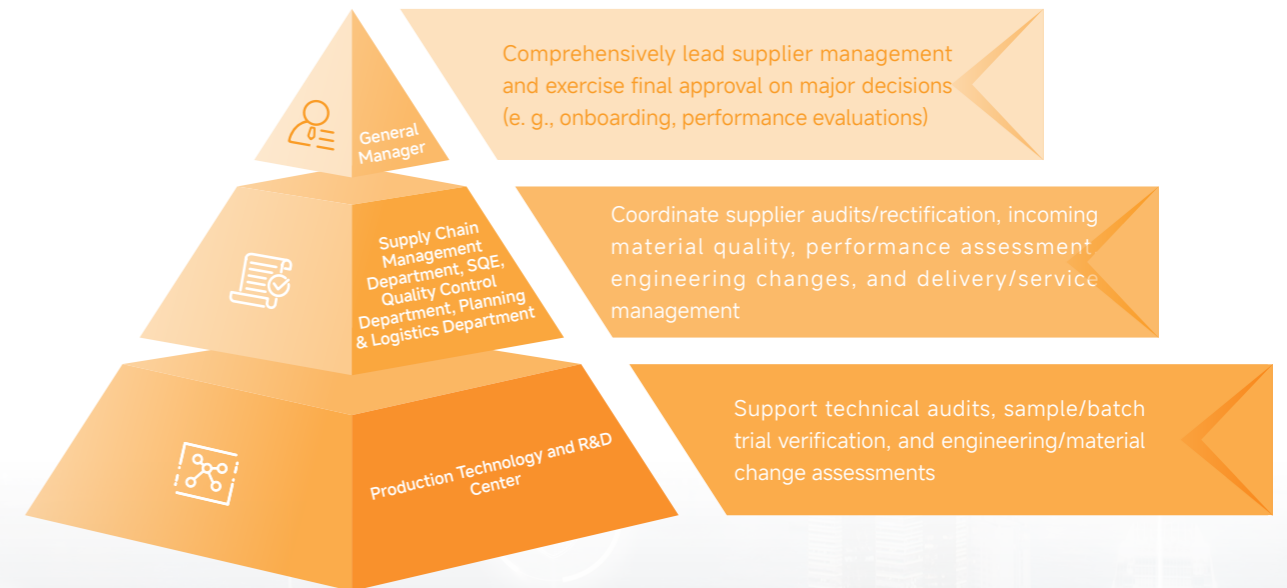 General
Manager
Comprehensively lead supplier management
and exercise final approval on major decisions
(e. g., onboarding, performance evaluations)
Supply Chain
Management
Department, SQE,
Quality Control
Department, Planning
& Logistics Department
Coordinate supplier audits/rectification, incoming
material quality, performance assessment,
engineering changes, and delivery/service
management
Production Technology and R&D
Center
Support technical audits, sample/batch
trial verification, and engineering/material
change assessments